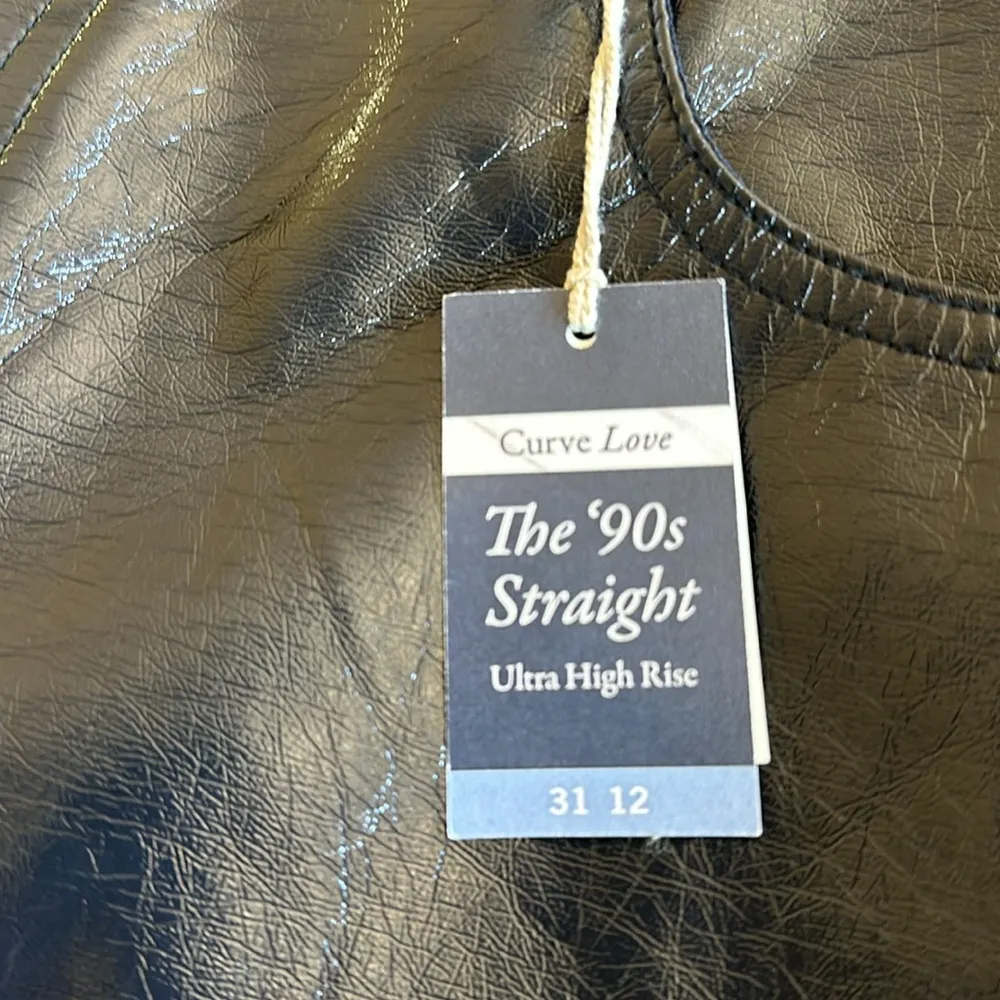 Curve Love
The ‘90s
Straight
Ultra High Rise
31 12